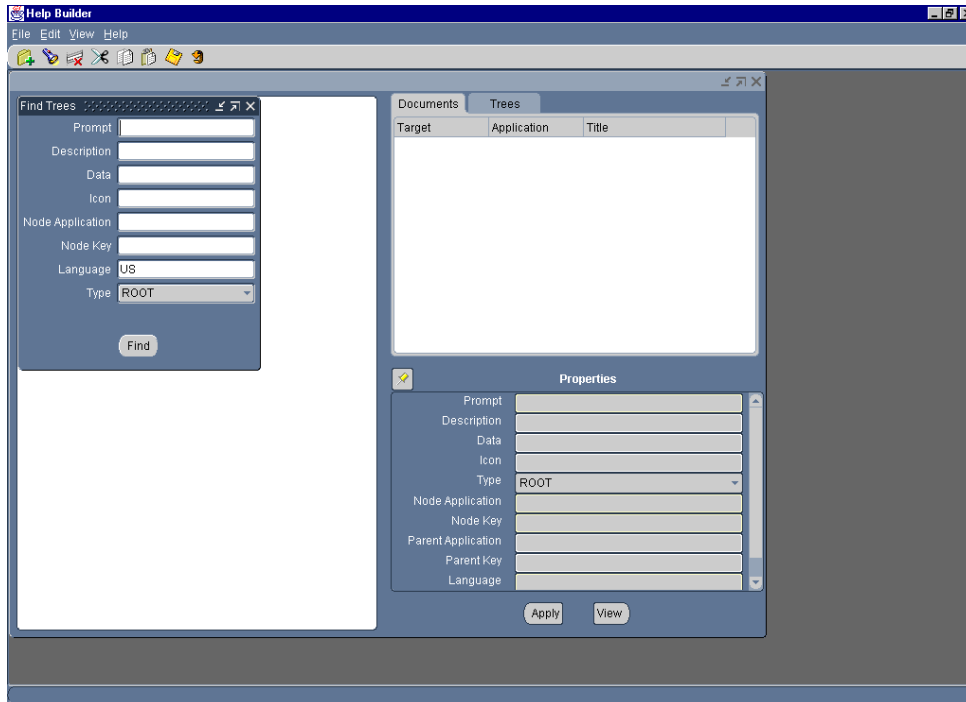 Help Builder
File Edit View Help
Find Trees
Prompt
Description
Data
Icon
Node Application
Node Key
Language US
Type ROOT
Find
Documents Trees
Target Application Title
Properties
Prompt
Description
Data
Icon
Type ROOT
Node Application
Node Key
Parent Application
Parent Key
Language
Apply View